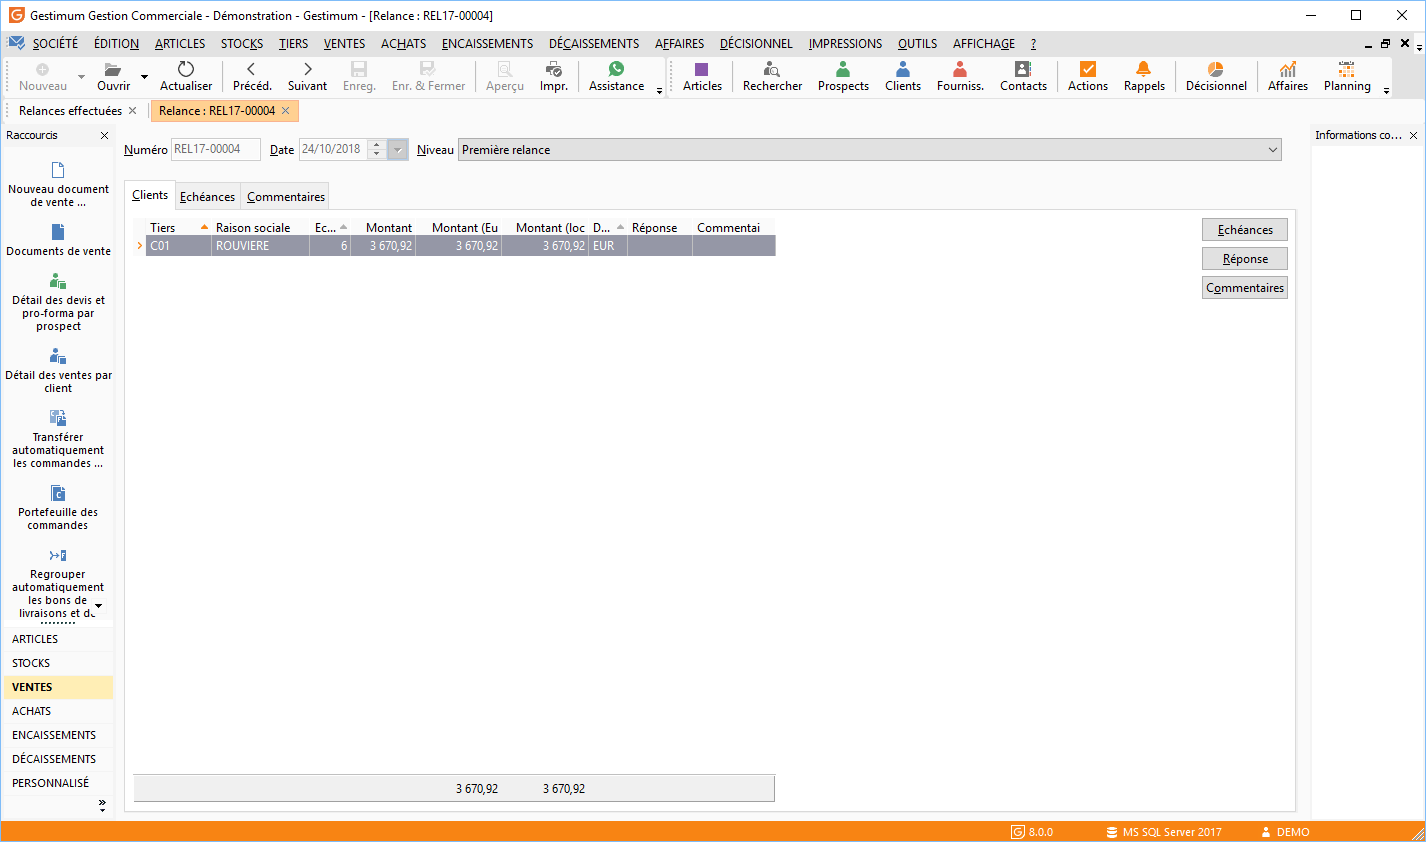 Gestimum Gestion Commerciale - Démonstration - Gestimum - [Relance : REL17-00004]
SOCIÉTÉ ÉDITION ARTICLES STOCKS TIERS VENTES ACHATS ENCAISSEMENTS DÉCAISSEMENTS AFFAIRES DÉCISIONNEL IMPRESSIONS OUTILS AFFICHAGE ?
Nouveau Ouvrir Actualiser Précéd. Suivant Enreg. Enr. & Fermer Aperçu Impr. Assistance Articles Rechercher Prospects Clients Fourniss. Contacts Actions Rappels Décisionnel Affaires Planning
Relances effectuées Relance : REL17-00004
Raccourcis
Nouveau document
de vente ...
Documents de vente
Détail des devis et
pro-forma par
prospect
Détail des ventes par
client
Transférer
automatiquement
les commandes ...
Portefeuille des
commandes
Regrouper
automatiquement
les bons de
livraisons et
ARTICLES
STOCKS
VENTES
ACHATS
ENCAISSEMENTS
DÉCAISSEMENTS
PERSONNALISÉ
Numéro REL17-00004 Date 24/10/2018 Niveau Première relance
Clients Echéances Commentaires
Tiers Raison sociale Ec... Montant Montant (Eu Montant (loc D... Réponse Commentai
C01 ROUVIERE 6 3 670,92 3 670,92 3 670,92 EUR
3 670,92 3 670,92
Echéances
Réponse
Commentaires
Informations co...
8.0.0 MS SQL Server 2017 DEMO